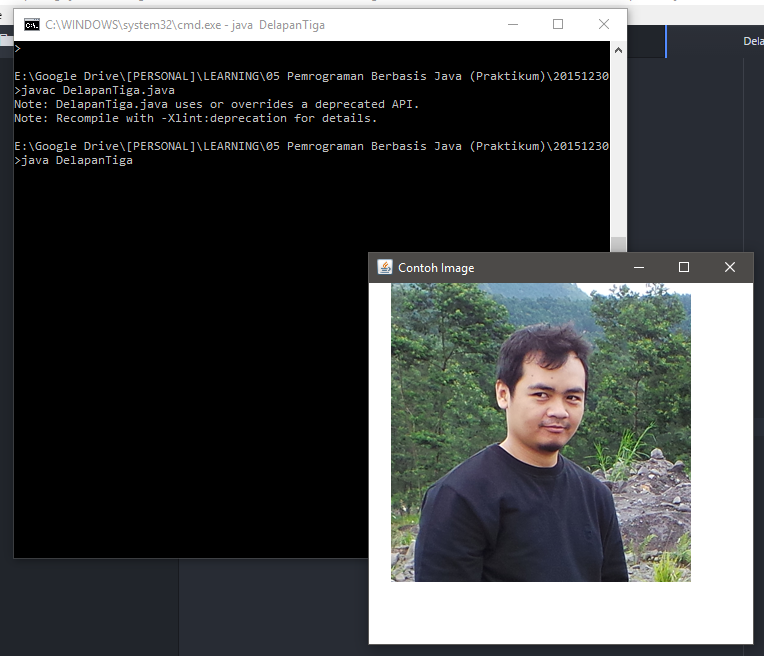 C:\WINDOWS\system32\cmd.exe - java  DelapanTiga
Dela
>
E:\Google Drive\[PERSONAL]\LEARNING\05 Pemrograman Berbasis Java (Praktikum)\20151230
>javac DelapanTiga.java
Note: DelapanTiga.java uses or overrides a deprecated API.
Note: Recompile with -Xlint:deprecation for details.
E:\Google Drive\[PERSONAL]\LEARNING\05 Pemrograman Berbasis Java (Praktikum)\20151230
>java DelapanTiga
Contoh Image